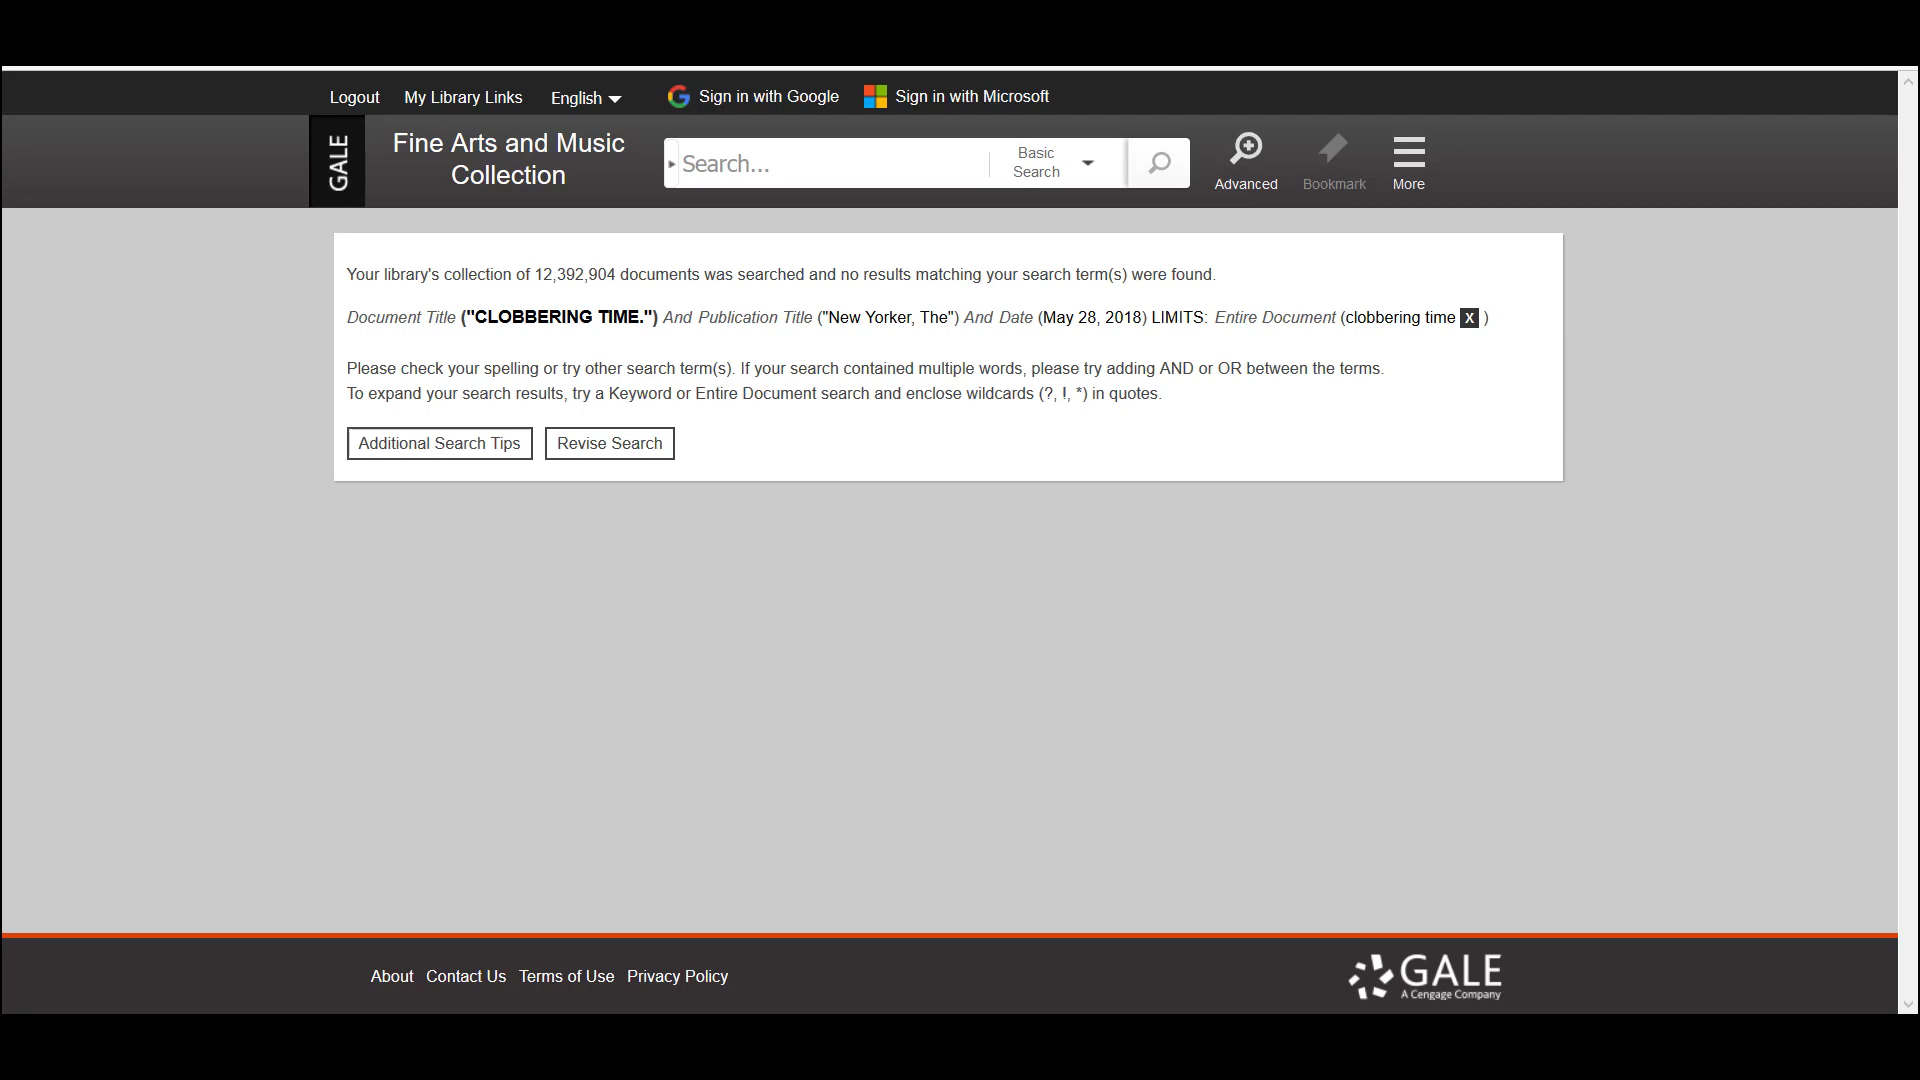 Logout My Library Links English Sign in with Google Sign in with Microsoft
GALE
Fine Arts and Music
Collection
Search...
Basic
Search
Advanced Bookmark More
Your library's collection of 12,392,904 documents was searched and no results matching your search term(s) were found.
Document Title ("CLOBBERING TIME.") And Publication Title ("New Yorker, The") And Date (May 28, 2018) LIMITS: Entire Document (clobbering time X )
Please check your spelling or try other search term(s). If your search contained multiple words, please try adding AND or OR between the terms.
To expand your search results, try a Keyword or Entire Document search and enclose wildcards (?, !, *) in quotes.
Additional Search Tips Revise Search
About Contact Us Terms of Use Privacy Policy
GALE
A Cengage Company